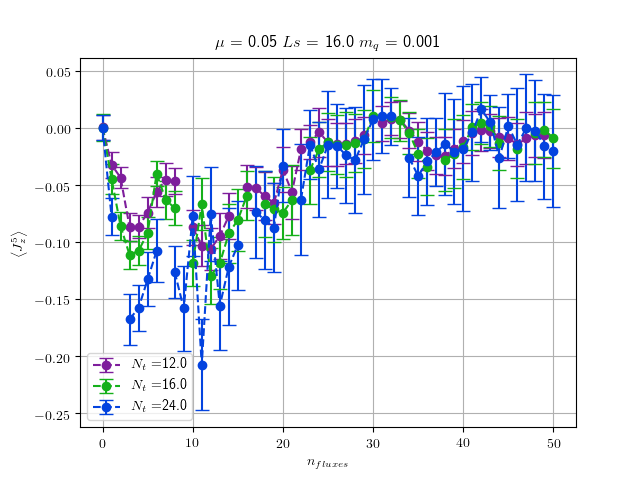 μ = 0.05 Ls = 16.0 m_q = 0.001
⟨J_z^5⟩
0.05
0.00
−0.05
−0.10
−0.15
−0.20
−0.25
N_t =12.0
N_t =16.0
N_t =24.0
0 10 20 30 40 50
n_{fluxes}